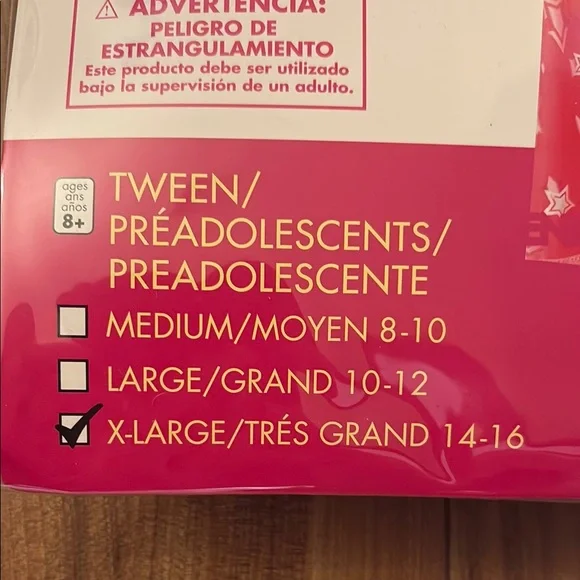 ⚠ ADVERTENCIA:
PELIGRO DE
ESTRANGULAMIENTO
Este producto debe ser utilizado
bajo la supervisión de un adulto.
ages
ans
años
8+
TWEEN/
PRÉADOLESCENTS/
PREADOLESCENTE
MEDIUM/MOYEN 8-10
LARGE/GRAND 10-12
X-LARGE/TRÉS GRAND 14-16